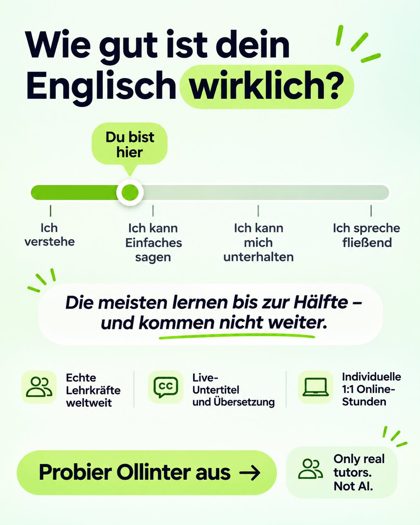 Wie gut ist dein
Englisch wirklich?
Du bist
hier
Ich
verstehe
Ich kann
Einfaches
sagen
Ich kann
mich
unterhalten
Ich spreche
fließend
Die meisten lernen bis zur Hälfte –
und kommen nicht weiter.
Echte
Lehrkräfte
weltweit
CC
Live-
Untertitel
und Übersetzung
Individuelle
1:1 Online-
Stunden
Probier Ollinter aus →
Only real
tutors.
Not AI.